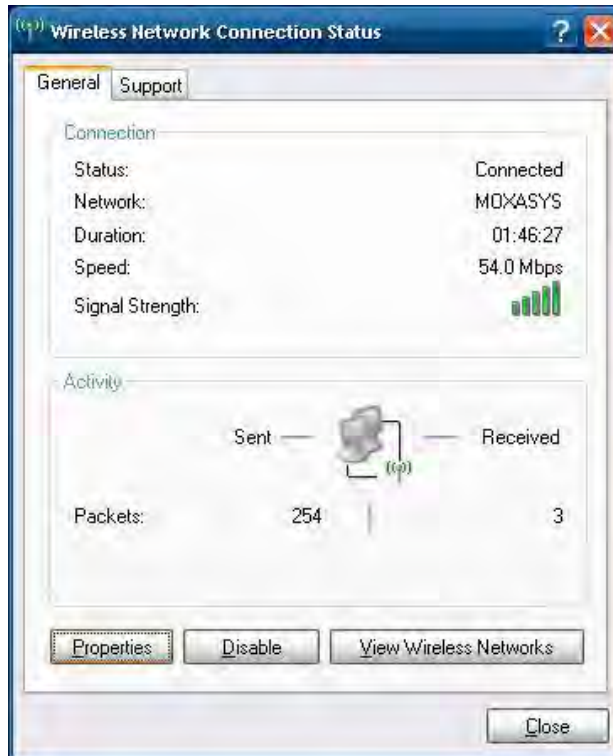 Wireless Network Connection Status
General Support
Connection
Status: Connected
Network: MOXASYS
Duration: 01:46:27
Speed: 54.0 Mbps
Signal Strength:
Activity
Sent Received
Packets: 254 3
Properties Disable View Wireless Networks
Close